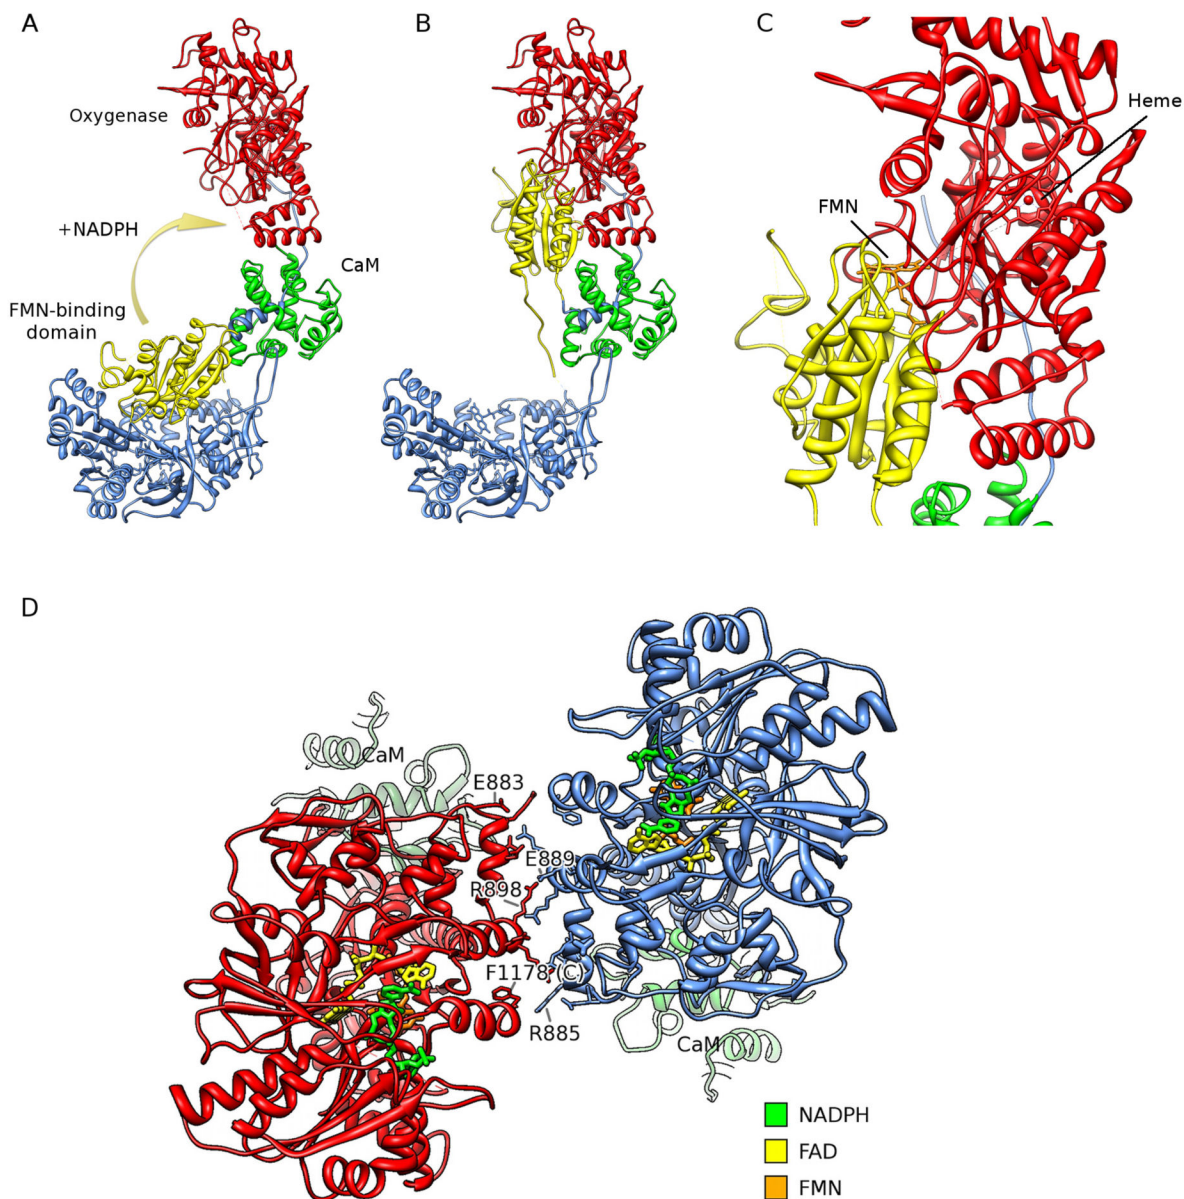 A
B
C
Oxygenase
Heme
+NADPH
FMN
CaM
FMN-binding
domain
D
CaM
E883
E889
R898
F1178 (C)
R885
CaM
NADPH
FAD
FMN